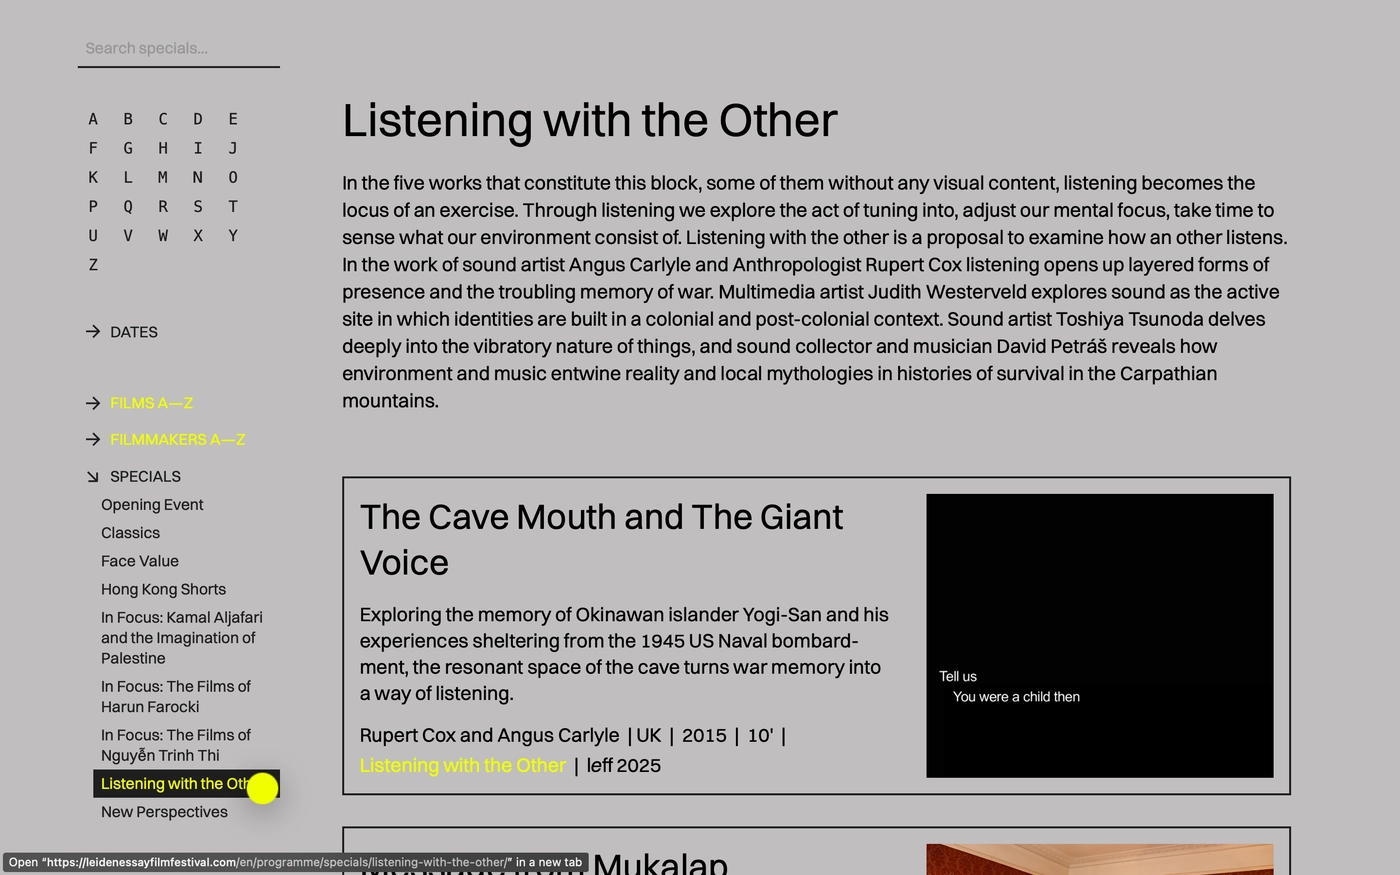 Search specials...
A B C D E
F G H I J
K L M N O
P Q R S T
U V W X Y
Z
→ DATES
→ FILMS A—Z
→ FILMMAKERS A—Z
↘ SPECIALS
Opening Event
Classics
Face Value
Hong Kong Shorts
In Focus: Kamal Aljafari
and the Imagination of
Palestine
In Focus: The Films of
Harun Farocki
In Focus: The Films of
Nguyễn Trinh Thi
Listening with the
New Perspectives
Listening with the Other
In the five works that constitute this block, some of them without any visual content, listening becomes the
locus of an exercise. Through listening we explore the act of tuning into, adjust our mental focus, take time to
sense what our environment consist of. Listening with the other is a proposal to examine how an other listens.
In the work of sound artist Angus Carlyle and Anthropologist Rupert Cox listening opens up layered forms of
presence and the troubling memory of war. Multimedia artist Judith Westerveld explores sound as the active
site in which identities are built in a colonial and post-colonial context. Sound artist Toshiya Tsunoda delves
deeply into the vibratory nature of things, and sound collector and musician David Petráš reveals how
environment and music entwine reality and local mythologies in histories of survival in the Carpathian
mountains.
The Cave Mouth and The Giant
Voice
Exploring the memory of Okinawan islander Yogi-San and his
experiences sheltering from the 1945 US Naval bombard-
ment, the resonant space of the cave turns war memory into
a way of listening.
Rupert Cox and Angus Carlyle | UK | 2015 | 10' |
Listening with the Other | leff 2025
Tell us
You were a child then
Mukalap
Open “https://leidenessayfilmfestival.com/en/programme/specials/listening-with-the-other/” in a new tab